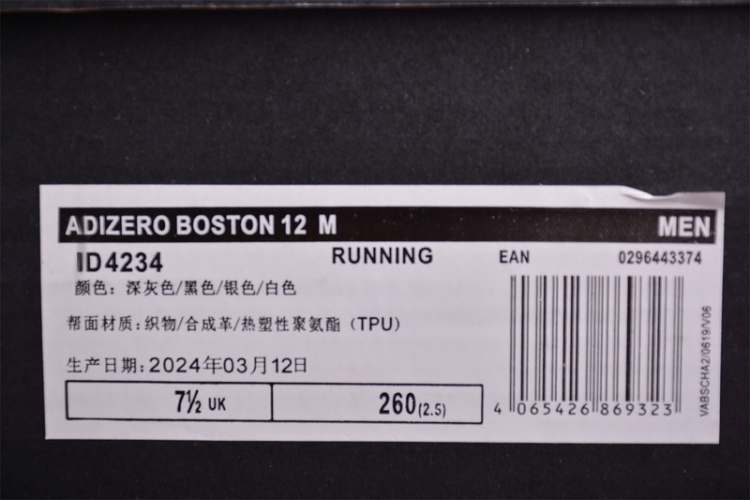 ADIZERO BOSTON 12 M MEN
ID4234 RUNNING EAN 0296443374
颜色：深灰色/黑色/银色/白色
帮面材质：织物/合成革/热塑性聚氨酯（TPU）
生产日期：2024年03月12日
7½ UK 260(2.5)
4 065426 869323
VABSCHA2/0619/V06